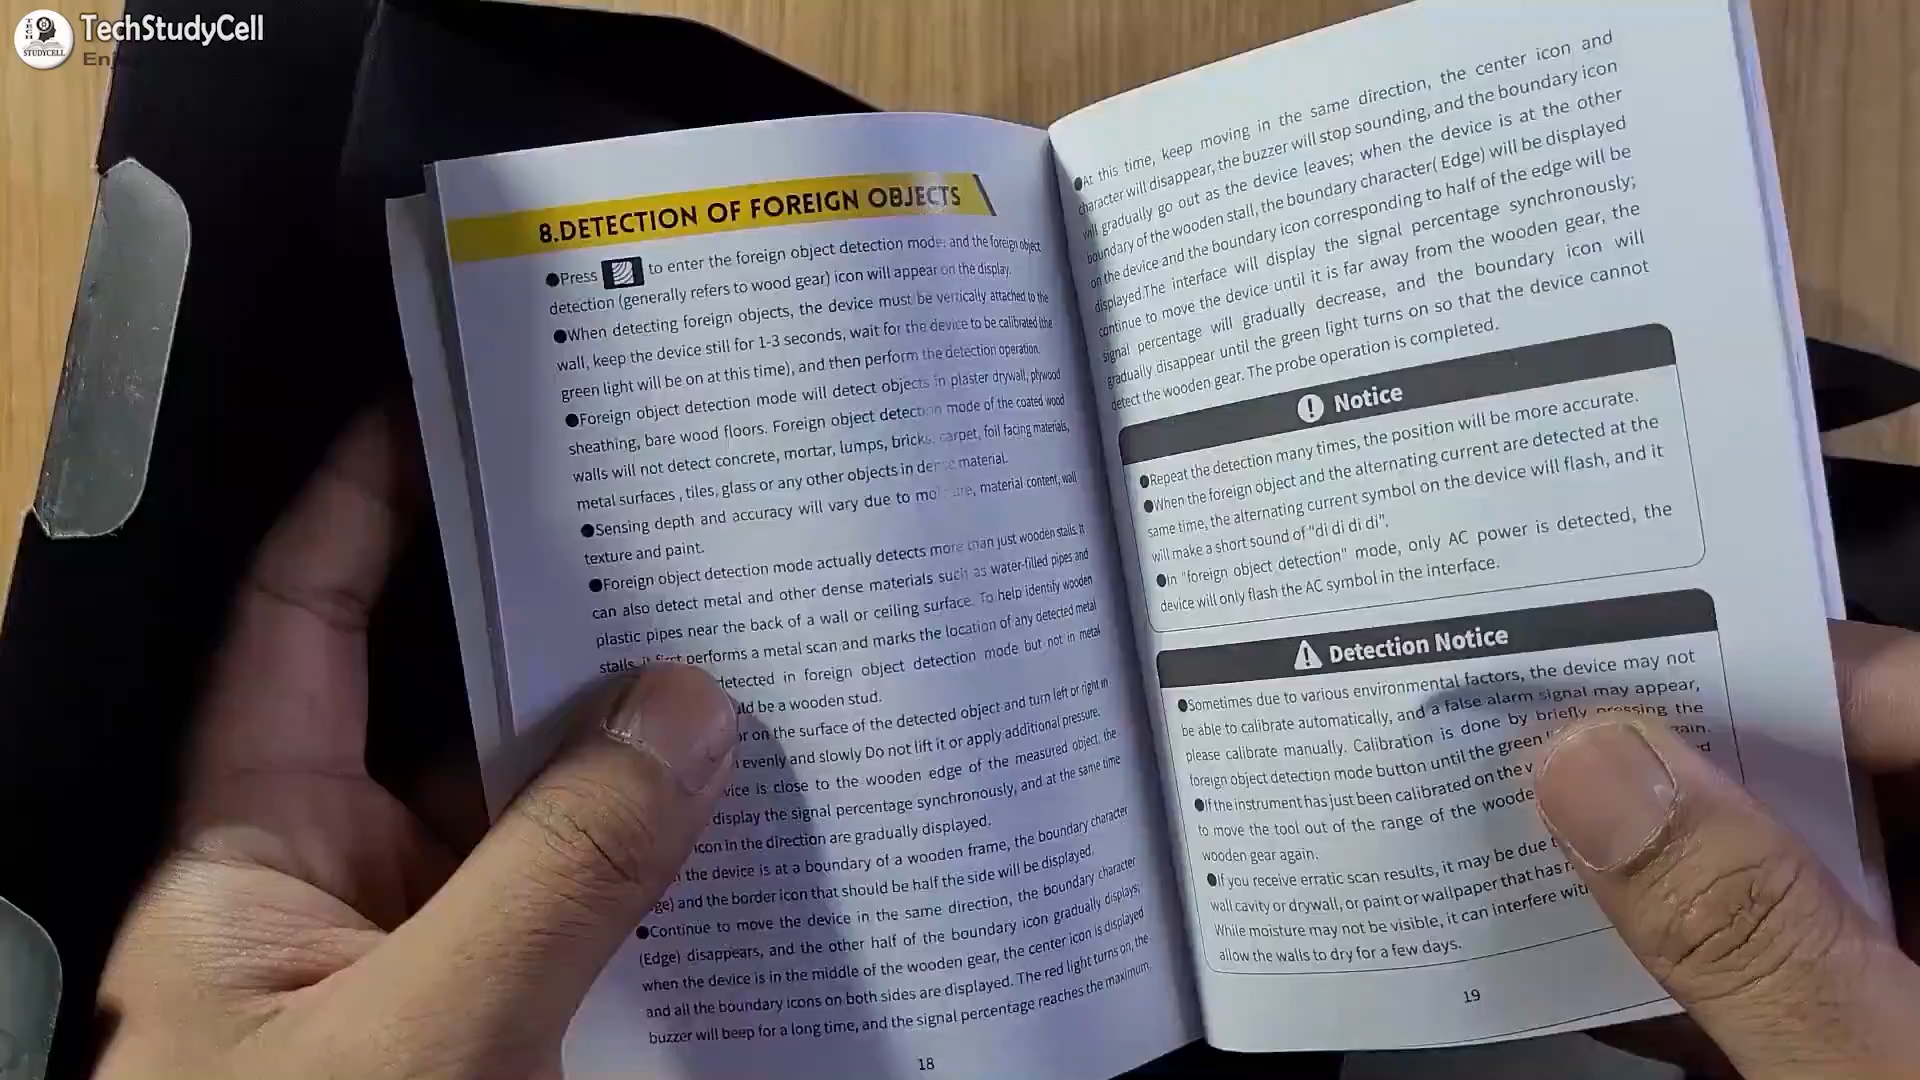 TechStudyCell
TECH
STUDYCELL
8.DETECTION OF FOREIGN OBJECTS
●Press to enter the foreign object detection mode, and the foreign object
detection (generally refers to wood gear) icon will appear on the display.
●When detecting foreign objects, the device must be vertically attached to the
wall, keep the device still for 1-3 seconds, wait for the device to be calibrated (the
green light will be on at this time), and then perform the detection operation.
●Foreign object detection mode will detect objects in plaster drywall, plywood
sheathing, bare wood floors. Foreign object detection mode of the coated wood
walls will not detect concrete, mortar, lumps, bricks, carpet, foil facing materials,
metal surfaces , tiles, glass or any other objects in dense material.
●Sensing depth and accuracy will vary due to moisture, material content, wall
texture and paint.
●Foreign object detection mode actually detects more than just wooden stalls. It
can also detect metal and other dense materials such as water-filled pipes and
plastic pipes near the back of a wall or ceiling surface. To help identify wooden
stalls, it first performs a metal scan and marks the location of any detected metal
detected in foreign object detection mode but not in metal
be a wooden stud.
on the surface of the detected object and turn left or right in
evenly and slowly Do not lift it or apply additional pressure.
is close to the wooden edge of the measured object, the
display the signal percentage synchronously, and at the same time
icon in the direction are gradually displayed.
the device is at a boundary of a wooden frame, the boundary character
and the border icon that should be half the side will be displayed.
●Continue to move the device in the same direction, the boundary character
(Edge) disappears, and the other half of the boundary icon gradually displays;
when the device is in the middle of the wooden gear, the center icon is displayed
and all the boundary icons on both sides are displayed. The red light turns on, the
buzzer will beep for a long time, and the signal percentage reaches the maximum.
18
●At this time, keep moving in the same direction, the center icon and
character will disappear, the buzzer will stop sounding, and the boundary icon
will gradually go out as the device leaves; when the device is at the other
boundary of the wooden stall, the boundary character( Edge) will be displayed
on the device and the boundary icon corresponding to half of the edge will be
displayed.The interface will display the signal percentage synchronously;
continue to move the device until it is far away from the wooden gear, the
signal percentage will gradually decrease, and the boundary icon will
gradually disappear until the green light turns on so that the device cannot
detect the wooden gear. The probe operation is completed.
Notice
●Repeat the detection many times, the position will be more accurate.
●When the foreign object and the alternating current are detected at the
same time, the alternating current symbol on the device will flash, and it
will make a short sound of "di di di di".
●In "foreign object detection" mode, only AC power is detected, the
device will only flash the AC symbol in the interface.
Detection Notice
●Sometimes due to various environmental factors, the device may not
be able to calibrate automatically, and a false alarm signal may appear,
please calibrate manually. Calibration is done by briefly pressing the
foreign object detection mode button until the green
●If the instrument has just been calibrated on the
to move the tool out of the range of the
wooden gear again.
●If you receive erratic scan results, it may be due
wall cavity or drywall, or paint or wallpaper that has
While moisture may not be visible, it can interfere
allow the walls to dry for a few days.
19